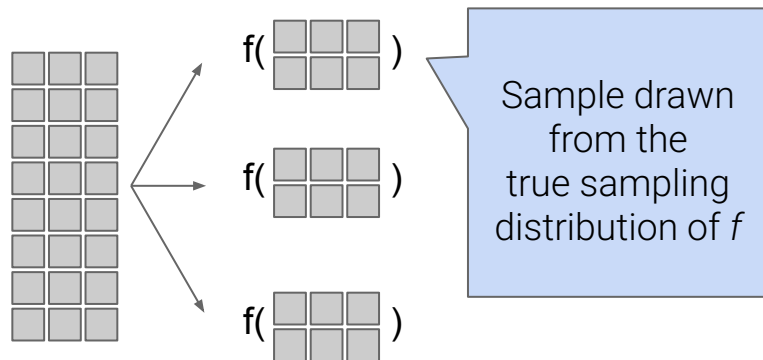 f( )
Sample drawn
from the
true sampling
distribution of f
f( )
f( )